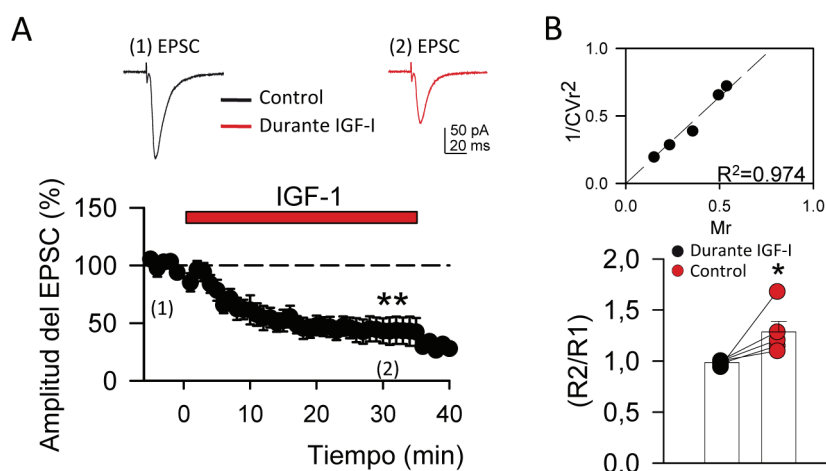 A
(1) EPSC
(2) EPSC
Control
Durante IGF-I
50 pA
20 ms
IGF-1
Amplitud del EPSC (%)
150
100
50
0
(1)
**
(2)
0
10
20
30
40
Tiempo (min)
B
1/CVr²
1.0
0.5
0.0
R²=0.974
0.0
0.5
1.0
Mr
Durante IGF-I
Control
*
(R2/R1)
2,0
1,5
1,0
0,5
0,0